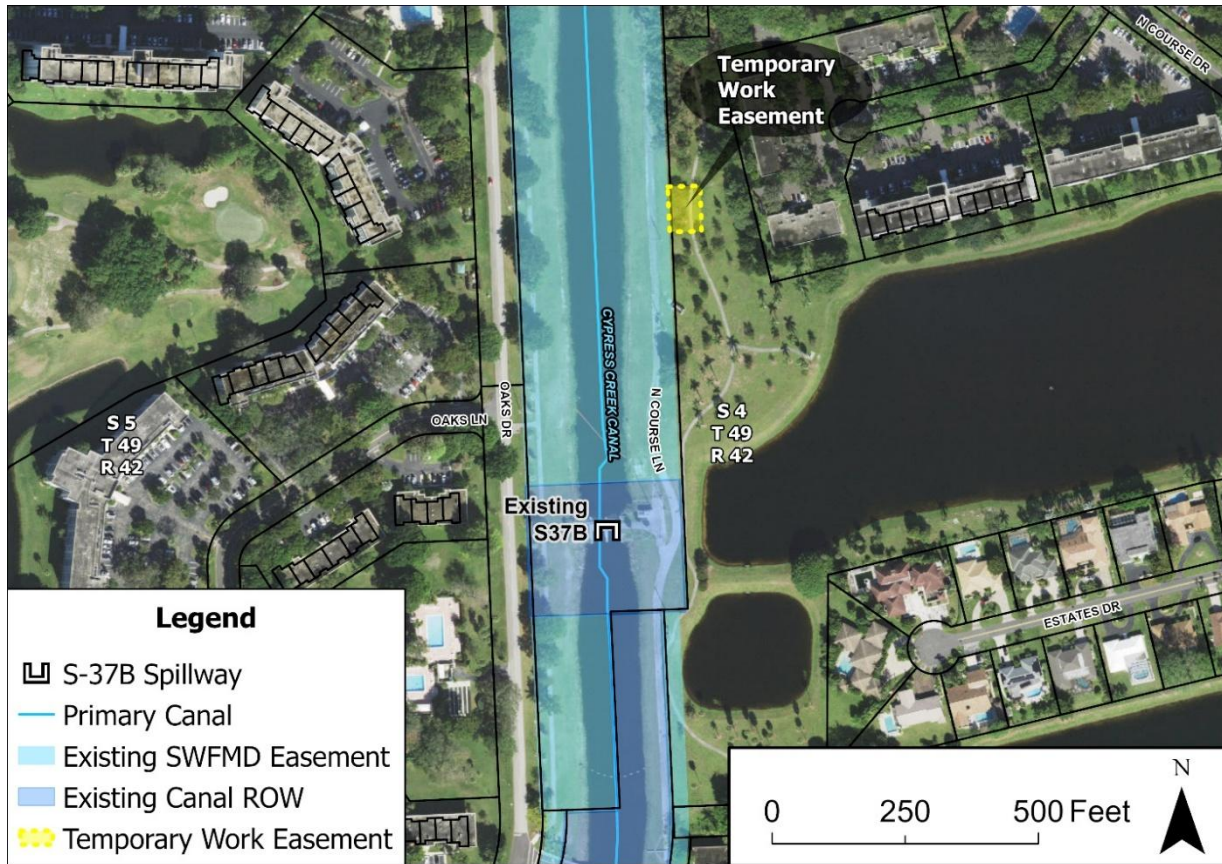 N COURSE DR
Temporary
Work
Easement
CYPRESS CREEK CANAL
N COURSE LN
OAKS LN
OAKS DR
S 5
T 49
R 42
S 4
T 49
R 42
Existing
S37B
ESTATES DR
Legend
S-37B Spillway
Primary Canal
Existing SWFMD Easement
Existing Canal ROW
Temporary Work Easement
N
0 250 500 Feet